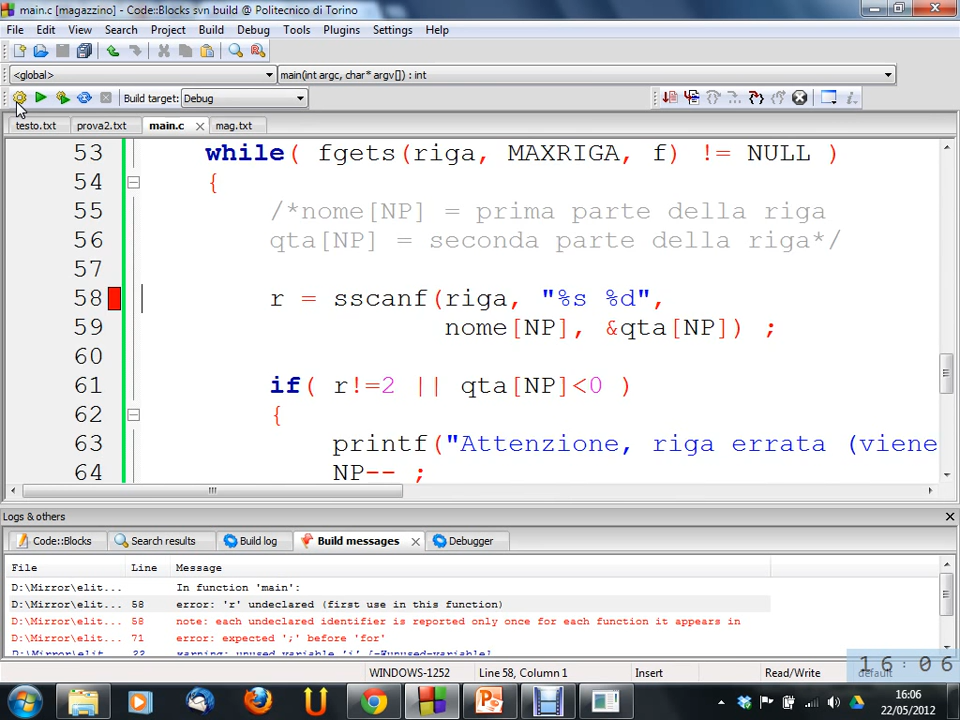 main.c [magazzino] - Code::Blocks svn build @ Politecnico di Torino
File Edit View Search Project Build Debug Tools Plugins Settings Help
<global> main(int argc, char* argv[]) : int
Build target: Debug
testo.txt prova2.txt main.c mag.txt
53 while( fgets(riga, MAXRIGA, f) != NULL )
54 {
55 /*nome[NP] = prima parte della riga
56 qta[NP] = seconda parte della riga*/
57
58 r = sscanf(riga, "%s %d",
59 nome[NP], &qta[NP]) ;
60
61 if( r!=2 || qta[NP]<0 )
62 {
63 printf("Attenzione, riga errata (viene
64 NP-- ;
Logs & others
Code::Blocks Search results Build log Build messages Debugger
File Line Message
D:\Mirror\elit... In function 'main':
D:\Mirror\elit... 58 error: 'r' undeclared (first use in this function)
D:\Mirror\elit... 58 note: each undeclared identifier is reported only once for each function it appears in
D:\Mirror\elit... 71 error: expected ';' before 'for'
D:\Mirror\elit... 22 warning: unused variable 'i' [-Wunused-variable]
WINDOWS-1252 Line 58, Column 1 Insert Read/Write default
16:06
16:06
22/05/2012